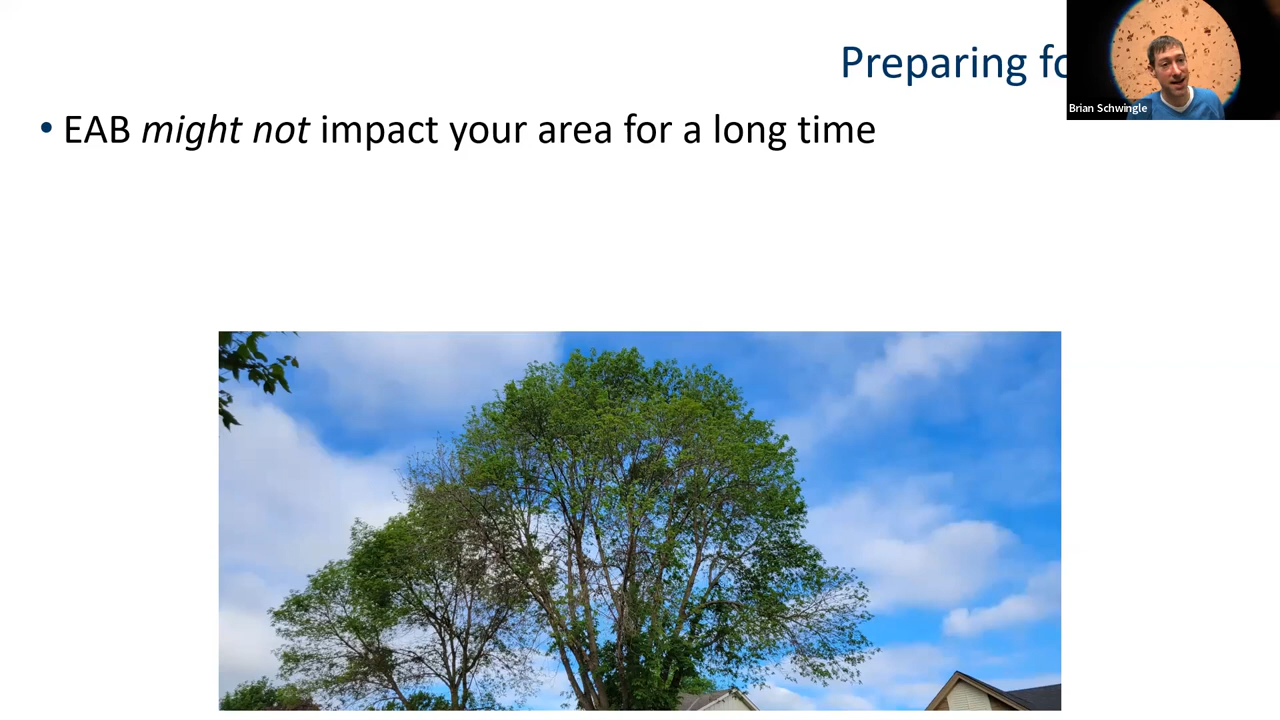 Preparing fo
Brian Schwingle
• EAB might not impact your area for a long time